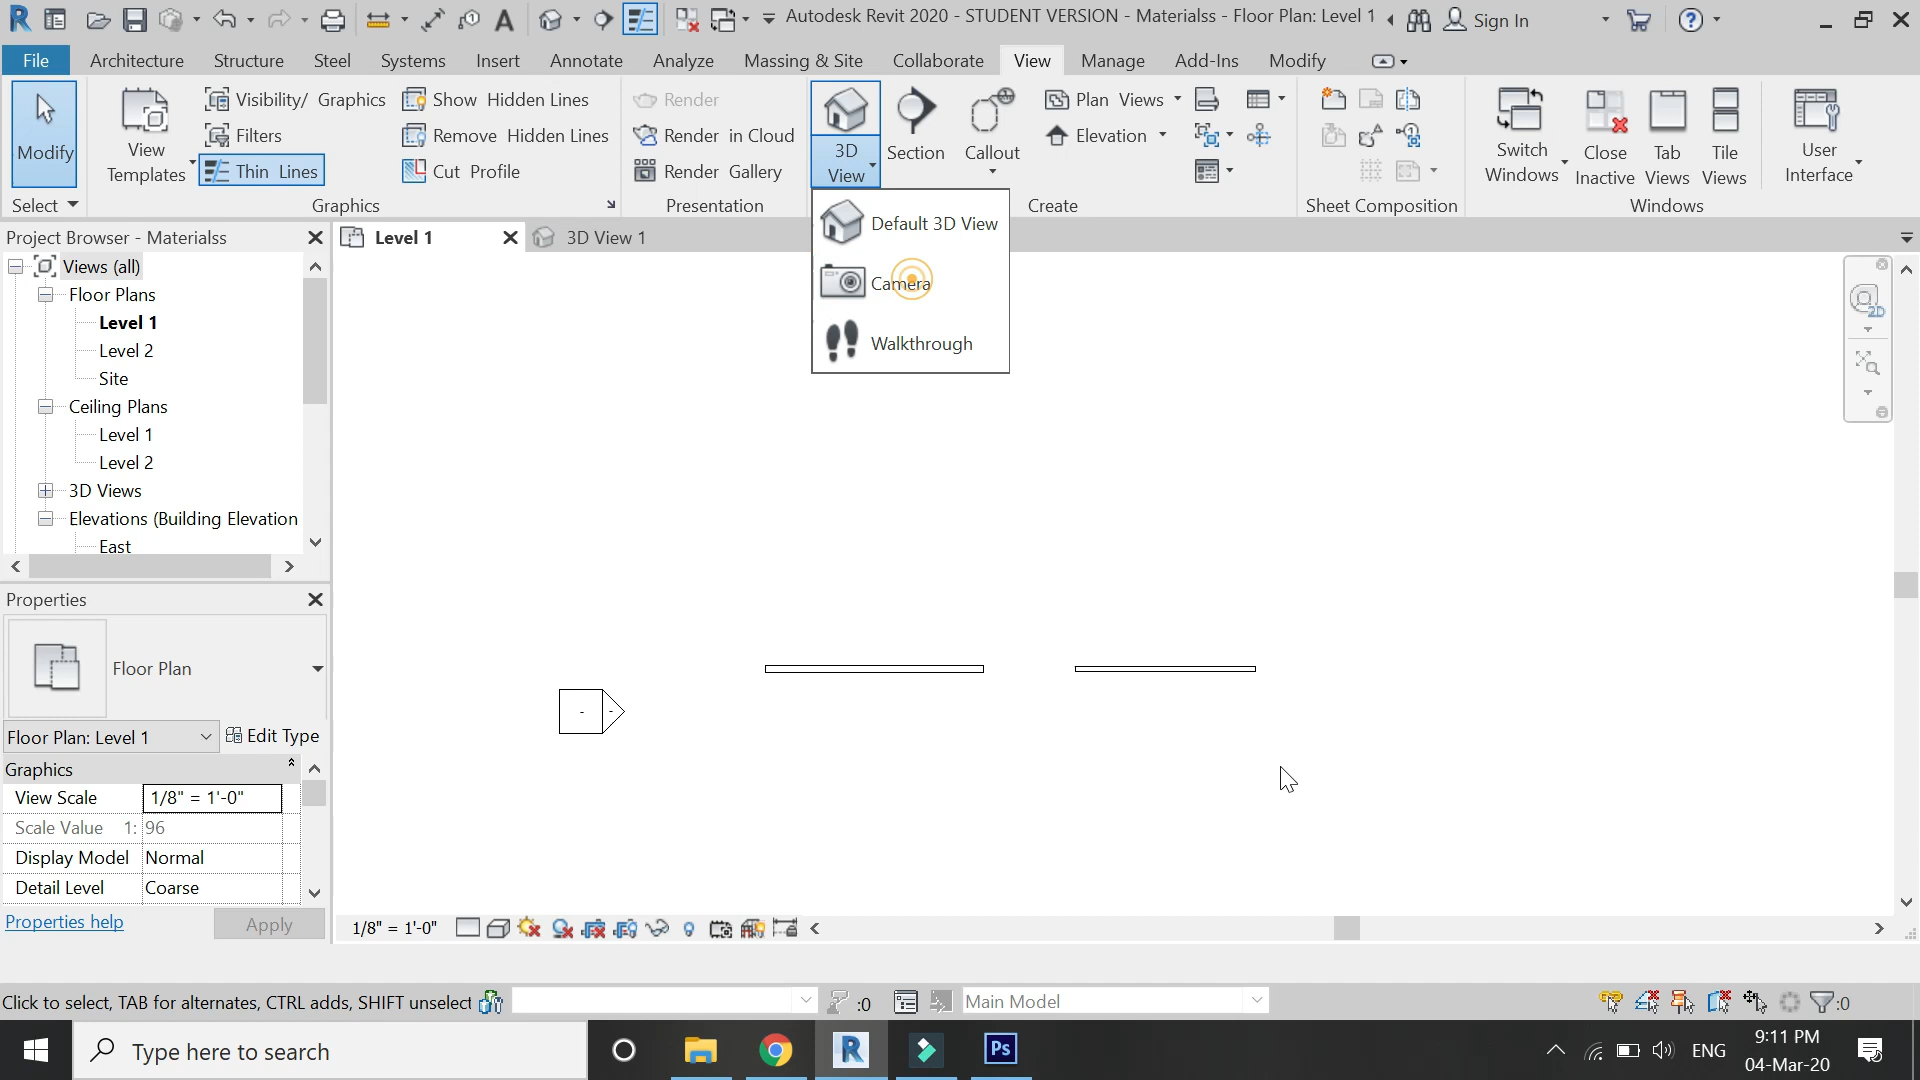 Autodesk Revit 2020 - STUDENT VERSION - Materialss - Floor Plan: Level 1
Sign In
File Architecture Structure Steel Systems Insert Annotate Analyze Massing & Site Collaborate View Manage Add-Ins Modify
Modify
View Templates
Visibility/ Graphics
Filters
Thin Lines
Show Hidden Lines
Remove Hidden Lines
Cut Profile
Render
Render in Cloud
Render Gallery
3D View
Section
Callout
Plan Views
Elevation
Switch Windows
Close Inactive
Tab Views
Tile Views
User Interface
Select
Graphics
Presentation
Create
Sheet Composition
Windows
Default 3D View
Camera
Walkthrough
Project Browser - Materialss
Level 1
3D View 1
Views (all)
Floor Plans
Level 1
Level 2
Site
Ceiling Plans
Level 1
Level 2
3D Views
Elevations (Building Elevation
East
Properties
Floor Plan
Floor Plan: Level 1
Edit Type
Graphics
View Scale 1/8" = 1'-0"
Scale Value 1: 96
Display Model Normal
Detail Level Coarse
Properties help
Apply
1/8" = 1'-0"
Click to select, TAB for alternates, CTRL adds, SHIFT unselect
:0
Main Model
:0
Type here to search
Ps
ENG
9:11 PM
04-Mar-20